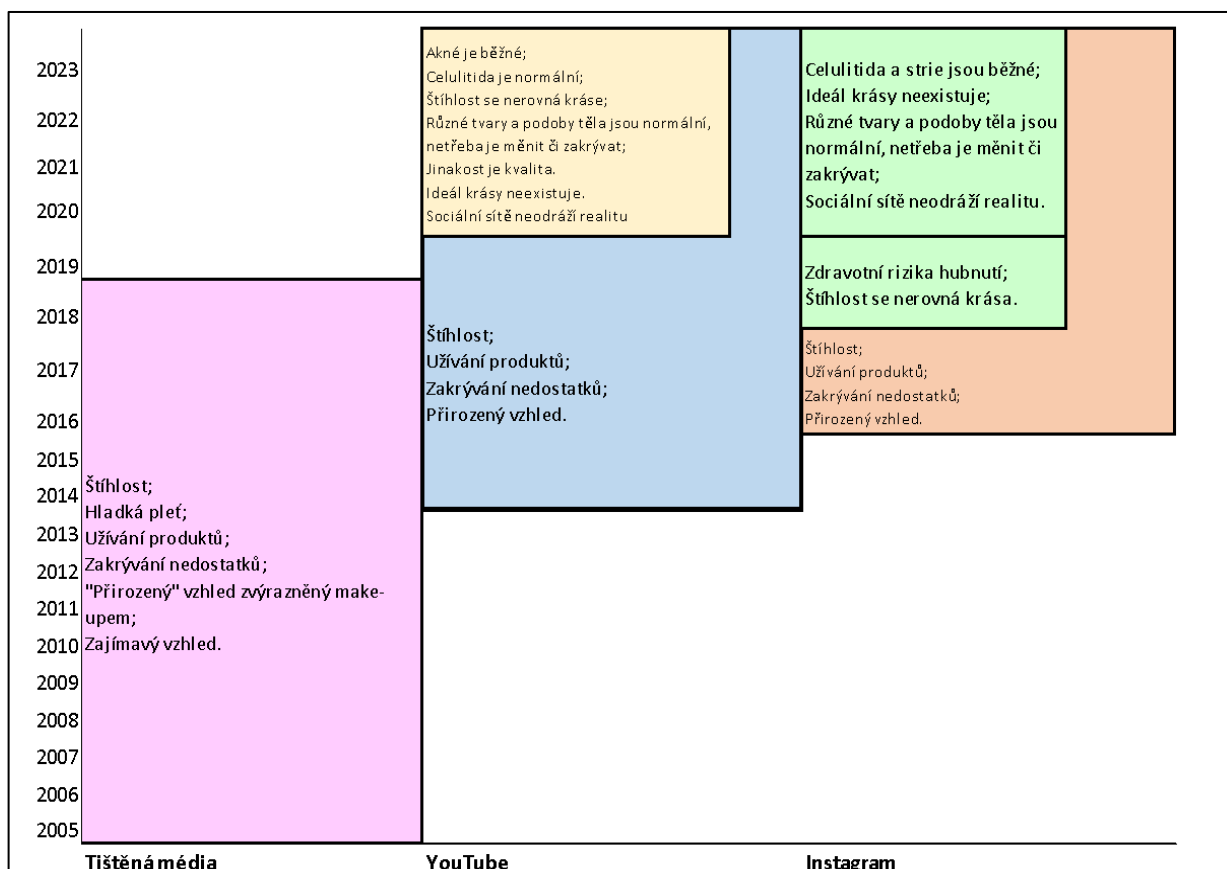 2023
2022
2021
2020
2019
2018
2017
2016
2015
2014
2013
2012
2011
2010
2009
2008
2007
2006
2005
Štíhlost;
Hladká pleť;
Užívání produktů;
Zakrývání nedostatků;
"Přirozený" vzhled zvýrazněný make-
upem;
Zajímavý vzhled.
Akné je běžné;
Celulitida je normální;
Štíhlost se nerovná kráse;
Různé tvary a podoby těla jsou normální,
netřeba je měnit či zakrývat;
Jinakost je kvalita.
Ideál krásy neexistuje.
Sociální sítě neodráží realitu
Štíhlost;
Užívání produktů;
Zakrývání nedostatků;
Přirozený vzhled.
Celulitida a strie jsou běžné;
Ideál krásy neexistuje;
Různé tvary a podoby těla jsou
normální, netřeba je měnit či
zakrývat;
Sociální sítě neodráží realitu.
Zdravotní rizika hubnutí;
Štíhlost se nerovná krása.
Štíhlost;
Užívání produktů;
Zakrývání nedostatků;
Přirozený vzhled.
Tištěná média
YouTube
Instagram